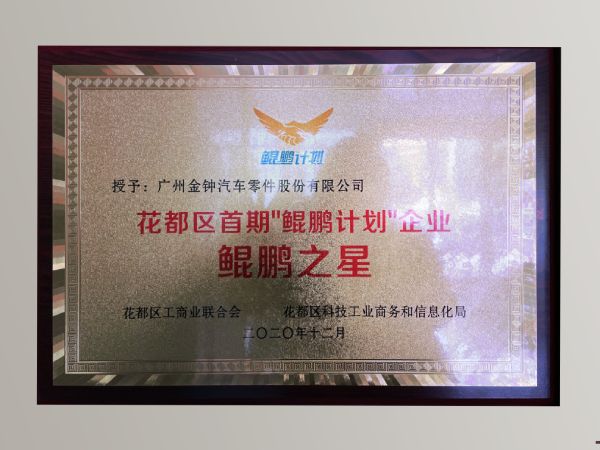 鲲鹏计划
授予：广州金钟汽车零件股份有限公司
花都区首期"鲲鹏计划"企业
鲲鹏之星
花都区工商业联合会 花都区科技工业商务和信息化局
二〇二〇年十二月